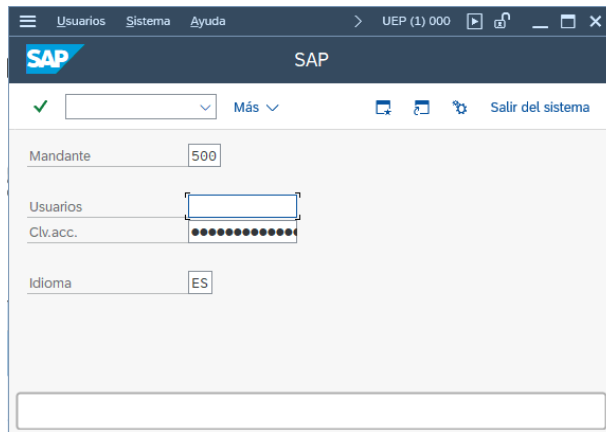 Usuarios Sistema Ayuda UEP (1) 000
SAP SAP
Más Salir del sistema
Mandante 500
Usuarios
Clv.acc. ●●●●●●●●●●●●●
Idioma ES